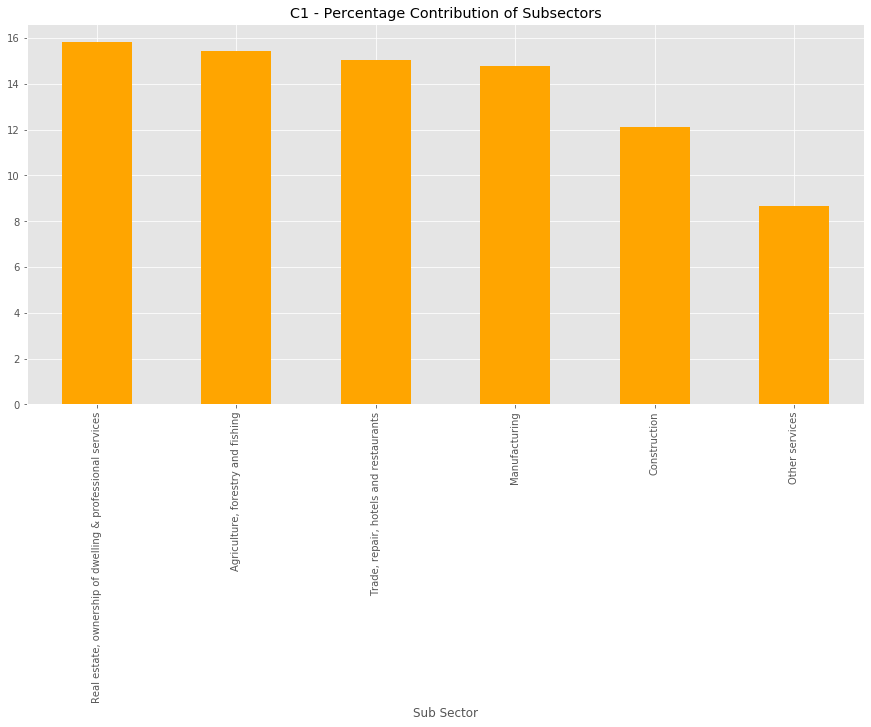 C1 - Percentage Contribution of Subsectors
16
14
12
10
8
6
4
2
0
Real estate, ownership of dwelling & professional services
Agriculture, forestry and fishing
Trade, repair, hotels and restaurants
Manufacturing
Construction
Other services
Sub Sector